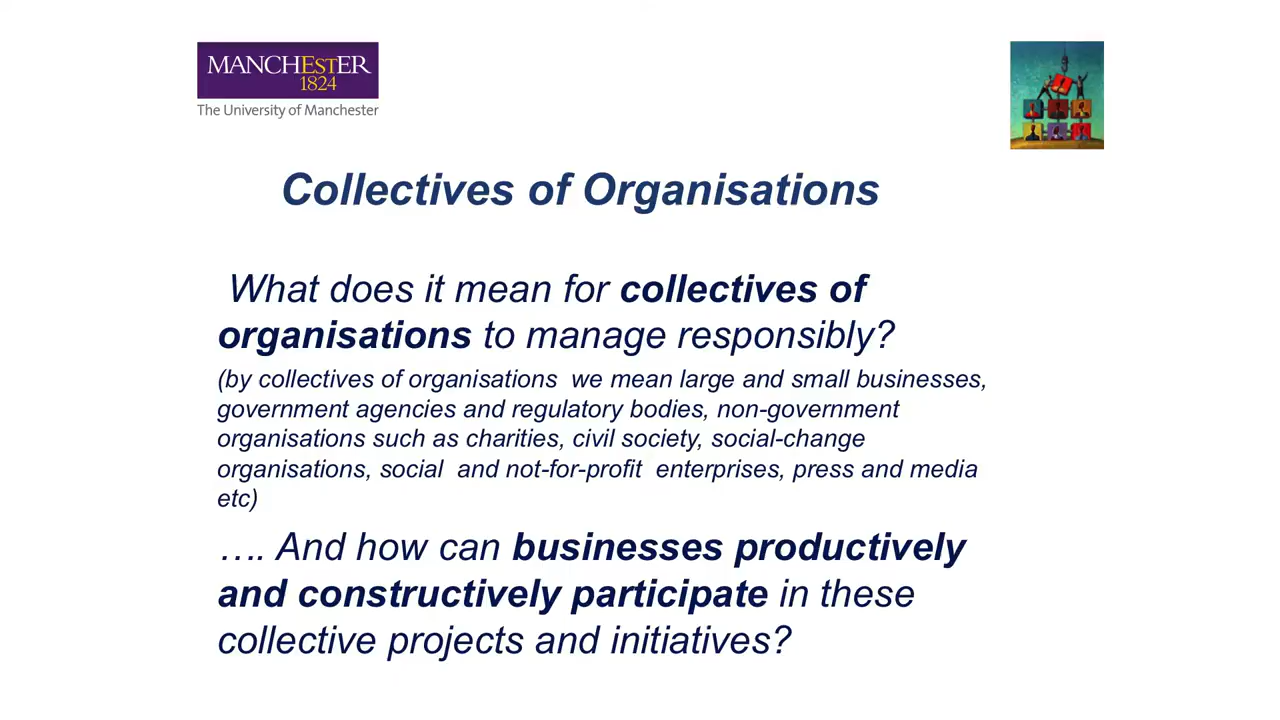 MANCHESTER
1824
The University of Manchester
Collectives of Organisations
What does it mean for collectives of
organisations to manage responsibly?
(by collectives of organisations we mean large and small businesses,
government agencies and regulatory bodies, non-government
organisations such as charities, civil society, social-change
organisations, social and not-for-profit enterprises, press and media
etc)
…. And how can businesses productively
and constructively participate in these
collective projects and initiatives?